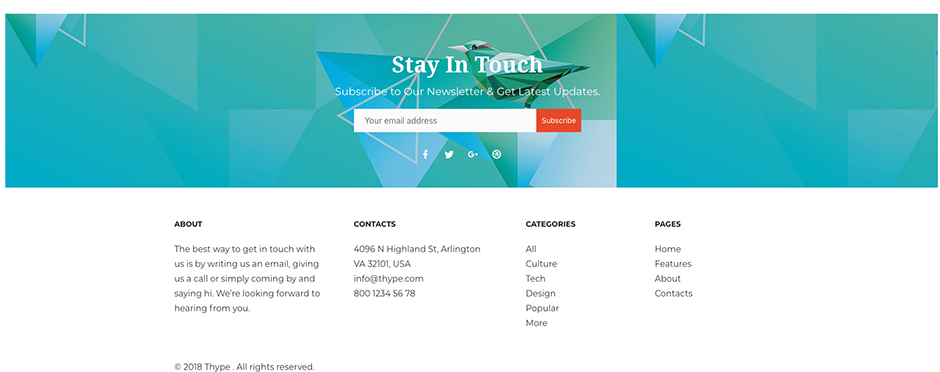 Stay In Touch
Subscribe to Our Newsletter & Get Latest Updates.
Your email address
Subscribe
ABOUT
The best way to get in touch with
us is by writing us an email, giving
us a call or simply coming by and
saying hi. We’re looking forward to
hearing from you.
CONTACTS
4096 N Highland St, Arlington
VA 32101, USA
info@thype.com
800 1234 56 78
CATEGORIES
All
Culture
Tech
Design
Popular
More
PAGES
Home
Features
About
Contacts
© 2018 Thype . All rights reserved.